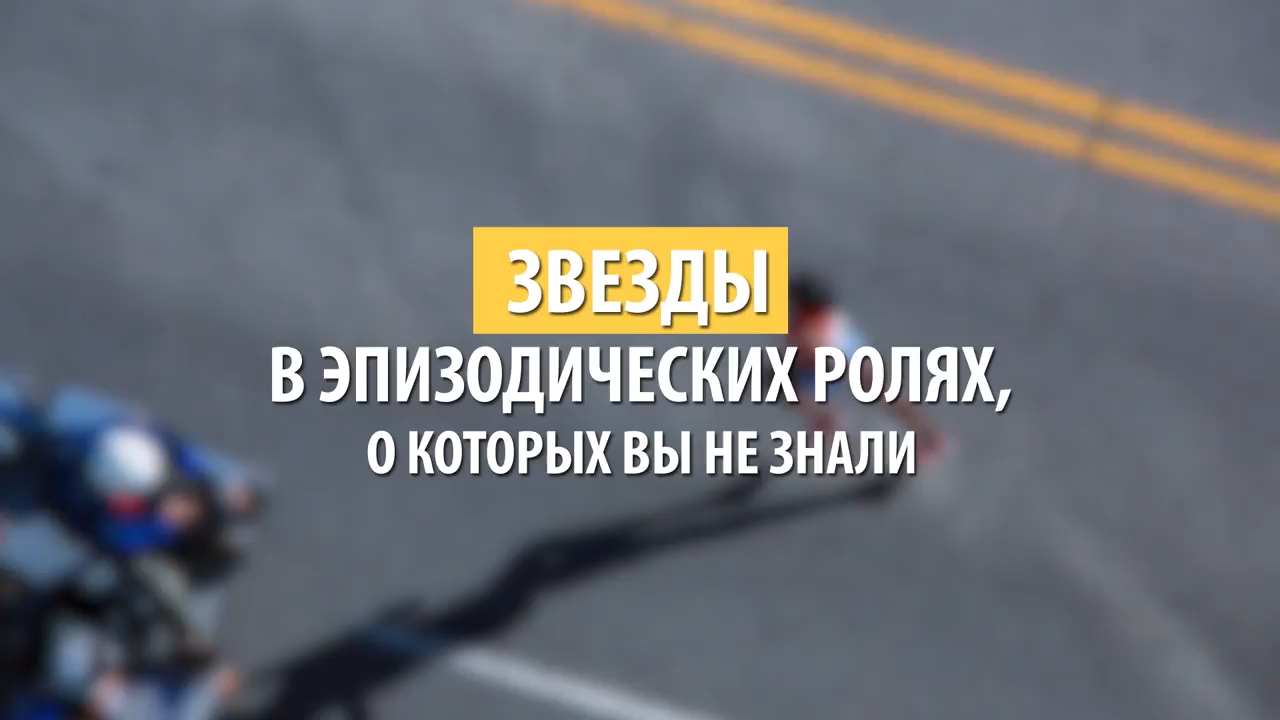 ЗВЕЗДЫ
В ЭПИЗОДИЧЕСКИХ РОЛЯХ,
О КОТОРЫХ ВЫ НЕ ЗНАЛИ